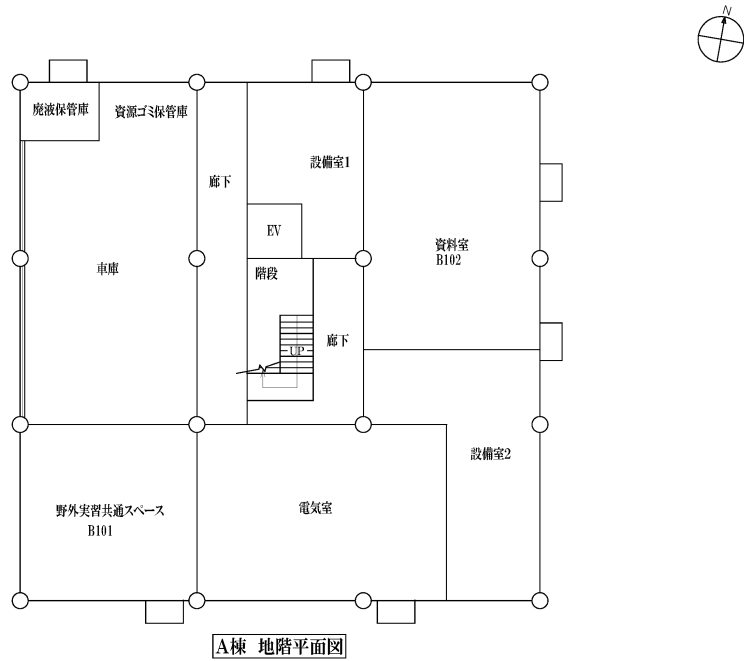 N
廃液保管庫
資源ゴミ保管庫
設備室1
廊下
EV
資料室
B102
車庫
階段
廊下
UP
設備室2
野外実習共通スペース
B101
電気室
A棟 地階平面図